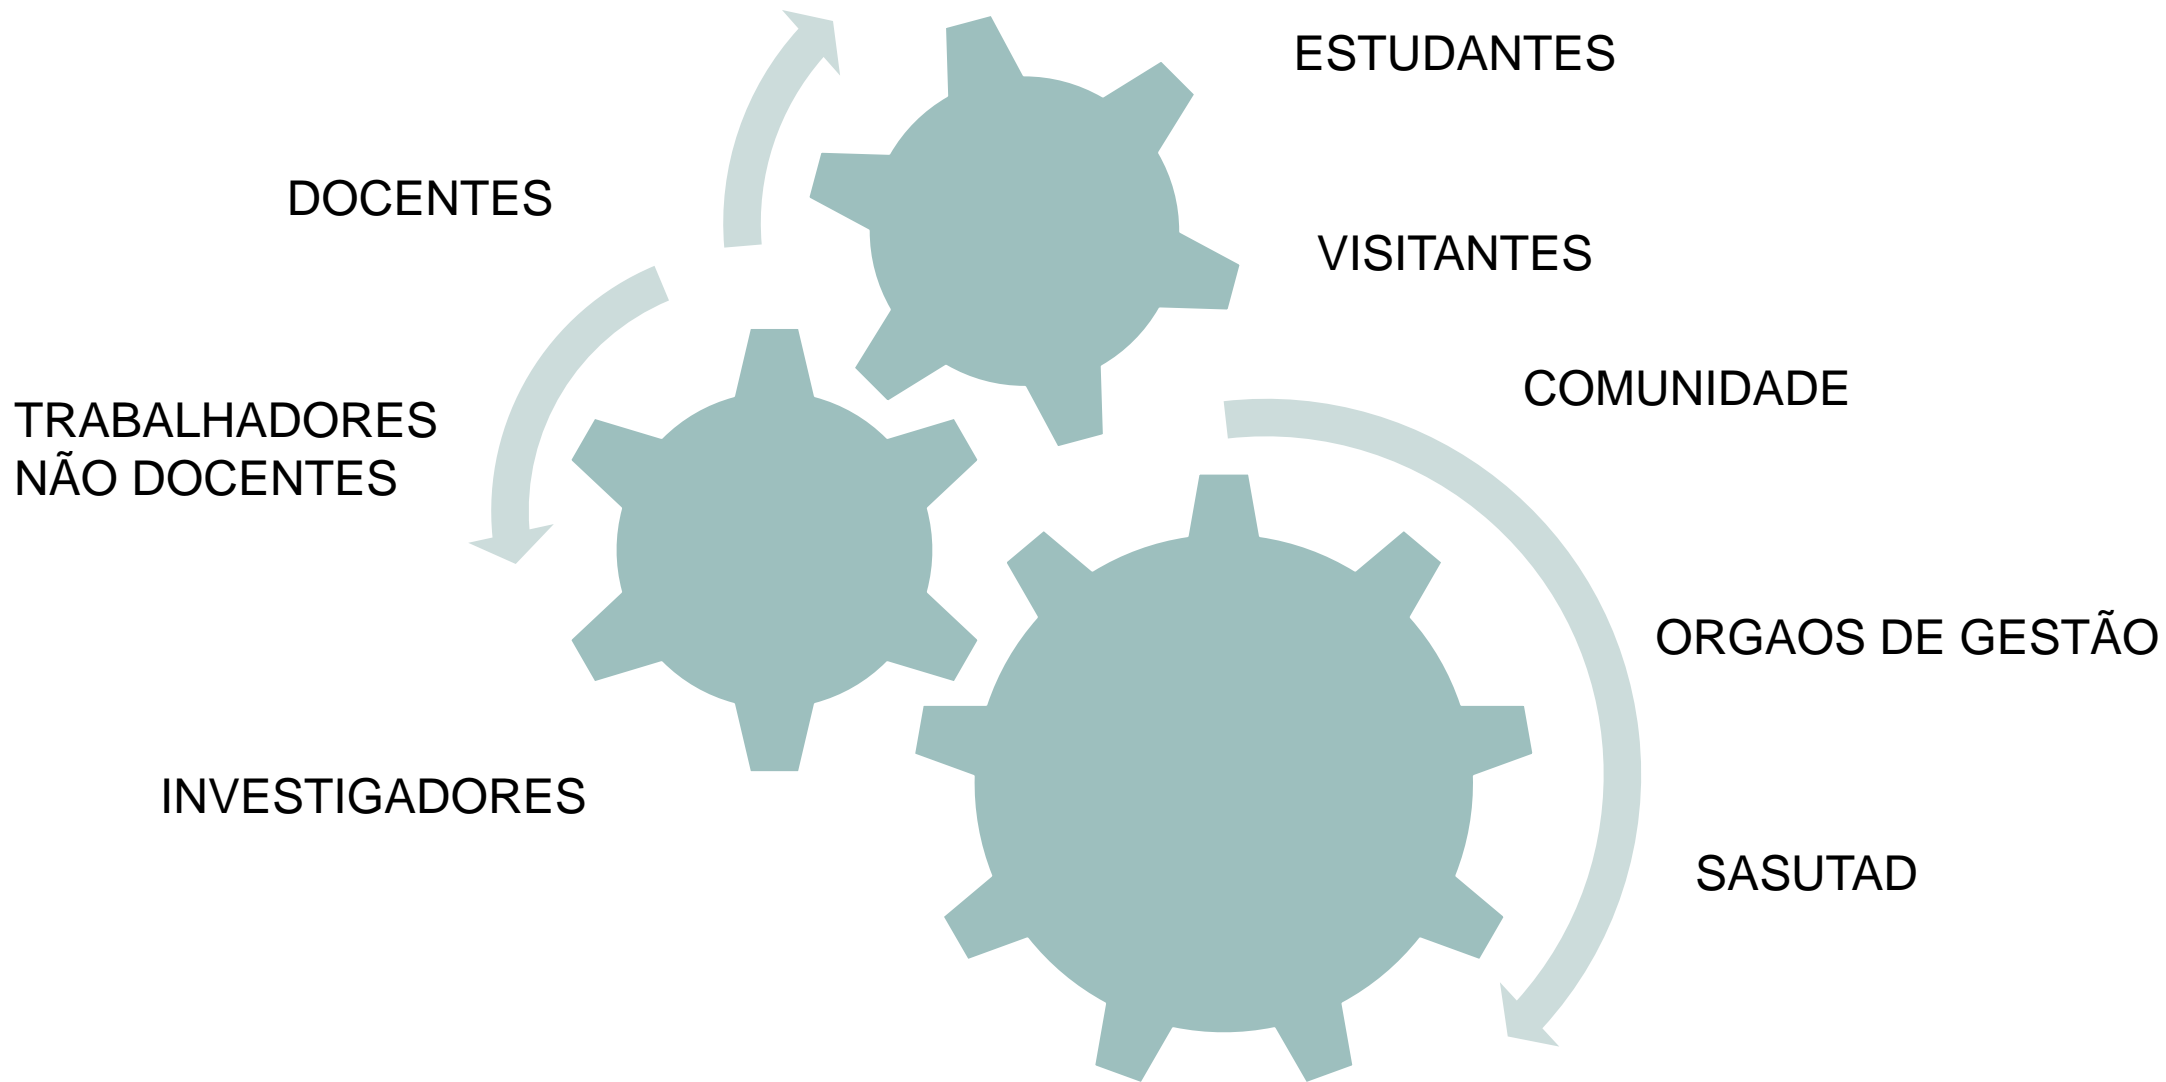 ESTUDANTES
DOCENTES
VISITANTES
COMUNIDADE
TRABALHADORES
NÃO DOCENTES
ORGAOS DE GESTÃO
INVESTIGADORES
SASUTAD